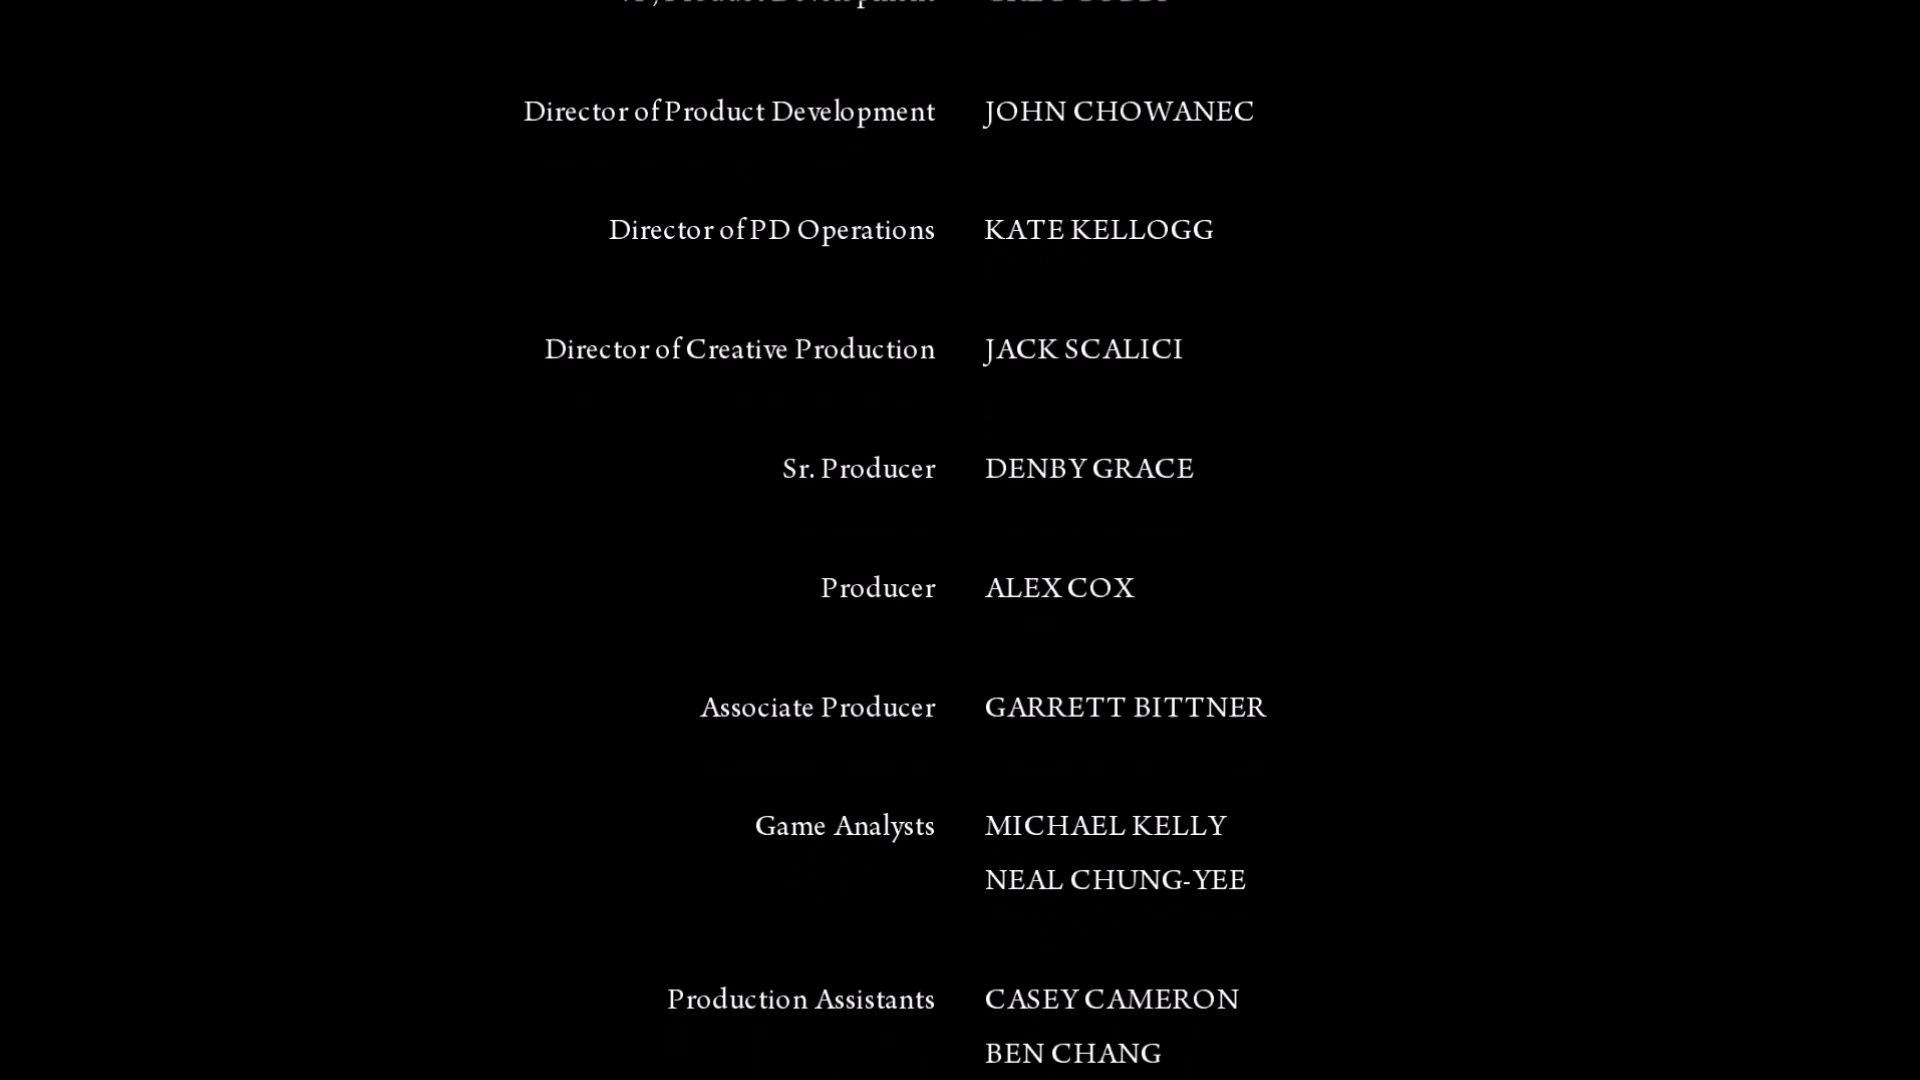 Director of Product Development JOHN CHOWANEC
Director of PD Operations KATE KELLOGG
Director of Creative Production JACK SCALICI
Sr. Producer DENBY GRACE
Producer ALEX COX
Associate Producer GARRETT BITTNER
Game Analysts MICHAEL KELLY
NEAL CHUNG-YEE
Production Assistants CASEY CAMERON
BEN CHANG